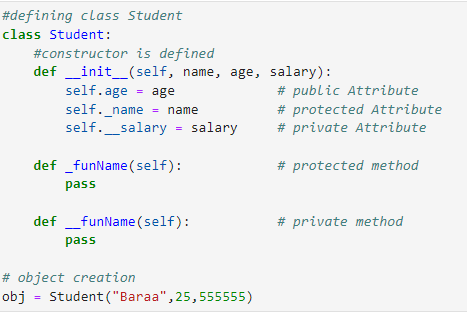 #defining class Student
class Student:
    #constructor is defined
    def __init__(self, name, age, salary):
        self.age = age             # public Attribute
        self._name = name          # protected Attribute
        self.__salary = salary     # private Attribute

    def _funName(self):            # protected method
        pass

    def __funName(self):           # private method
        pass

# object creation
obj = Student("Baraa",25,555555)